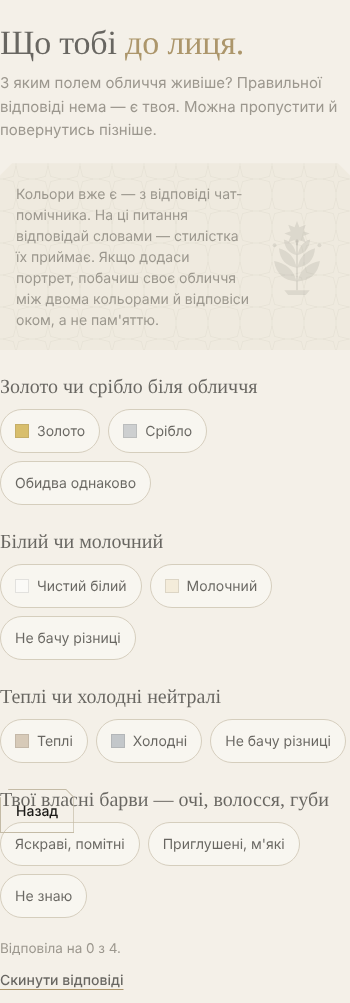 Що тобі до лиця.
З яким полем обличчя живіше? Правильної
відповіді нема — є твоя. Можна пропустити й
повернутись пізніше.
Кольори вже є — з відповіді чат-
помічника. На ці питання
відповідай словами — стилістка
їх приймає. Якщо додаси
портрет, побачиш своє обличчя
між двома кольорами й відповіси
оком, а не пам'яттю.
Золото чи срібло біля обличчя
Золото
Срібло
Обидва однаково
Білий чи молочний
Чистий білий
Молочний
Не бачу різниці
Теплі чи холодні нейтралі
Теплі
Холодні
Не бачу різниці
Твої власні барви — очі, волосся, губи
Назад
Яскраві, помітні
Приглушені, м'які
Не знаю
Відповіла на 0 з 4.
Скинути відповіді